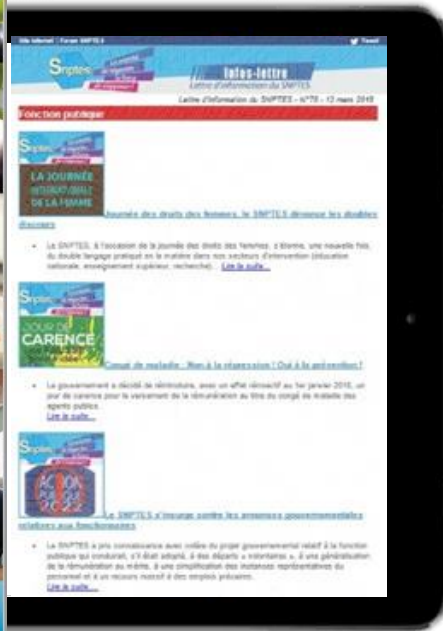 Site internet | Forum SNPTES
Tweet
Snptes
Infos-lettre
Lettre d'information du SNPTES
Lettre d'information du SNPTES - N°78 - 12 mars 2018
Fonction publique
Snptes
LA JOURNÉE
INTERNATIONALE
DE LA FEMME
Journée des droits des femmes, le SNPTES dénonce les doubles
discours
• Le SNPTES, à l'occasion de la journée des droits des femmes, s'étonne, une nouvelle fois,
du double langage pratiqué en la matière dans nos secteurs d'intervention (éducation
nationale, enseignement supérieur, recherche)... Lire la suite...
Snptes
JOUR DE
CARENCE
Congé de maladie : Non à la répression ! Oui à la prévention !
• Le gouvernement a décidé de réintroduire, avec un effet rétroactif au 1er janvier 2018, un
jour de carence pour le versement de la rémunération au titre du congé de maladie des
agents publics.
Lire la suite...
Snptes
ACTION
PUBLIQUE
2022
Le SNPTES s'insurge contre les annonces gouvernementales
relatives aux fonctionnaires
• Le SNPTES a pris connaissance avec colère du projet gouvernemental relatif à la fonction
publique qui conduirait, s'il était adopté, à des départs « volontaires », à une généralisation
de la rémunération au mérite, à une simplification des instances représentatives du
personnel et à un recours massif à des emplois précaires.
Lire la suite...